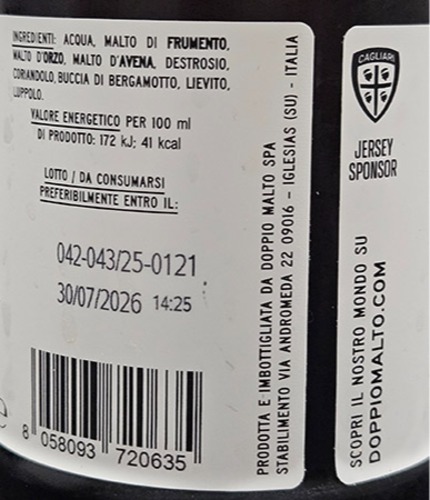 INGREDIENTI: ACQUA, MALTO DI FRUMENTO,
MALTO D'ORZO, MALTO D'AVENA, DESTROSIO,
CORIANDOLO, BUCCIA DI BERGAMOTTO, LIEVITO,
LUPPOLO.
VALORE ENERGETICO PER 100 ml
DI PRODOTTO: 172 kJ; 41 kcal
LOTTO / DA CONSUMARSI
PREFERIBILMENTE ENTRO IL:
042-043/25-0121
30/07/2026 14:25
8 058093 720635
PRODOTTA E IMBOTTIGLIATA DA DOPPIO MALTO SPA
STABILIMENTO VIA ANDROMEDA 22 09016 - IGLESIAS (SU) - ITALIA
CAGLIARI
JERSEY
SPONSOR
SCOPRI IL NOSTRO MONDO SU
DOPPIOMALTO.COM